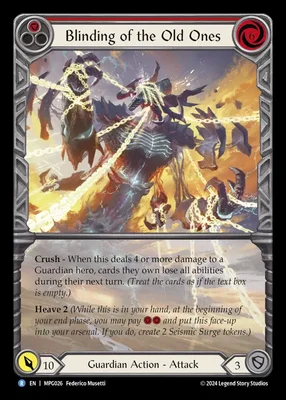 Blinding of the Old Ones
Crush - When this deals 4 or more damage to
a Guardian hero, cards they own lose all abilities
during their next turn. (Treat the cards as if the text
box is empty.)
Heave 2 (While this is in your hand, at the beginning
of your end phase, you may pay and put this face-up
into your arsenal. If you do, create 2 Seismic Surge tokens.)
10
Guardian Action - Attack
3
R EN | MPG026 Federico Musetti
© 2024 Legend Story Studios